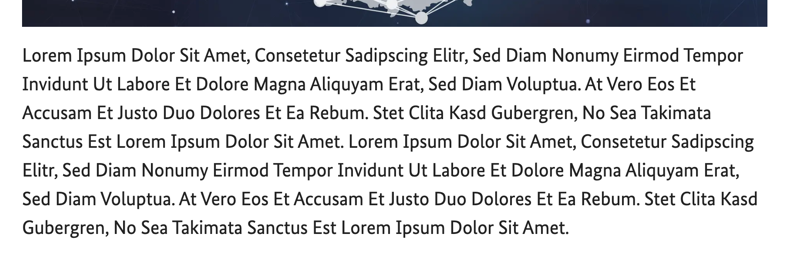 Lorem Ipsum Dolor Sit Amet, Consetetur Sadipscing Elitr, Sed Diam Nonumy Eirmod Tempor
Invidunt Ut Labore Et Dolore Magna Aliquyam Erat, Sed Diam Voluptua. At Vero Eos Et
Accusam Et Justo Duo Dolores Et Ea Rebum. Stet Clita Kasd Gubergren, No Sea Takimata
Sanctus Est Lorem Ipsum Dolor Sit Amet. Lorem Ipsum Dolor Sit Amet, Consetetur Sadipscing
Elitr, Sed Diam Nonumy Eirmod Tempor Invidunt Ut Labore Et Dolore Magna Aliquyam Erat,
Sed Diam Voluptua. At Vero Eos Et Accusam Et Justo Duo Dolores Et Ea Rebum. Stet Clita Kasd
Gubergren, No Sea Takimata Sanctus Est Lorem Ipsum Dolor Sit Amet.